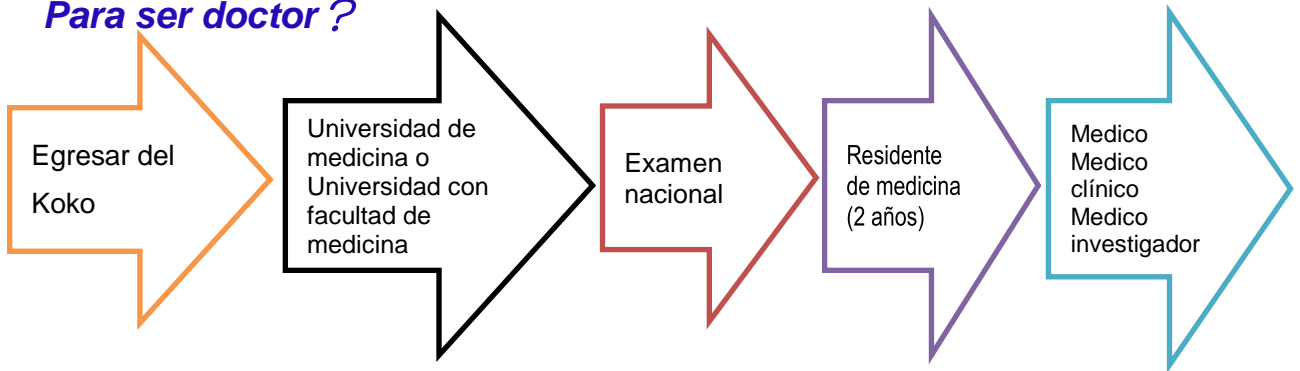 Para ser doctor？
Egresar del
Koko
Universidad de
medicina o
Universidad con
facultad de
medicina
Examen
nacional
Residente
de medicina
(2 años)
Medico
Medico
clínico
Medico
investigador